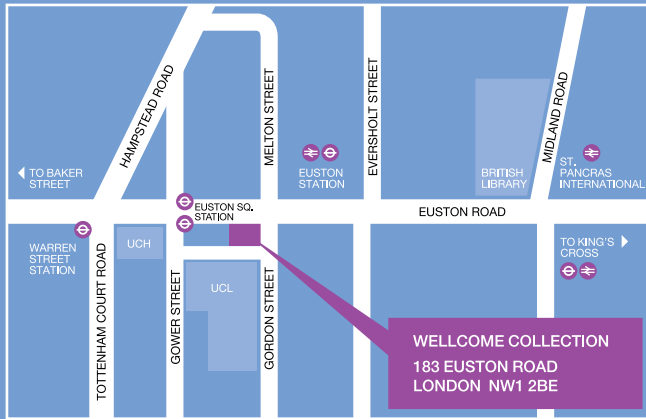 HAMPSTEAD ROAD
MELTON STREET
EVERSHOLT STREET
MIDLAND ROAD
TO BAKER
STREET
EUSTON
STATION
BRITISH
LIBRARY
ST.
PANCRAS
INTERNATIONAL
EUSTON SQ.
STATION
EUSTON ROAD
WARREN
STREET
STATION
UCH
TO KING'S
CROSS
TOTTENHAM COURT ROAD
GOWER STREET
UCL
GORDON STREET
WELLCOME COLLECTION
183 EUSTON ROAD
LONDON NW1 2BE